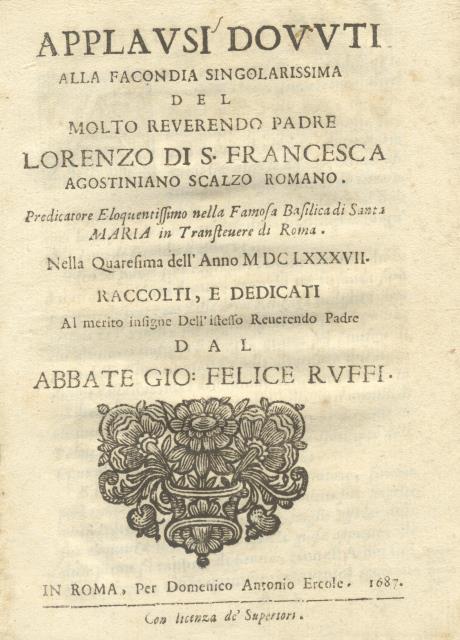 APPLAVSI DOVVTI
ALLA FACONDIA SINGOLARISSIMA
DEL
MOLTO REVERENDO PADRE
LORENZO DI S. FRANCESCA
AGOSTINIANO SCALZO ROMANO.
Predicatore Eloquentiſſimo nella Famoſa Baſilica di Santa
MARIA in Tranſteuere di Roma.
Nella Quareſima dell'Anno M DC LXXXVII.
RACCOLTI, E DEDICATI
Al merito inſigne Dell'iſteſſo Reuerendo Padre
DAL
ABBATE GIO: FELICE RVFFI.
IN ROMA, Per Domenico Antonio Ercole. 1687.
Con licenza de' Superiori.